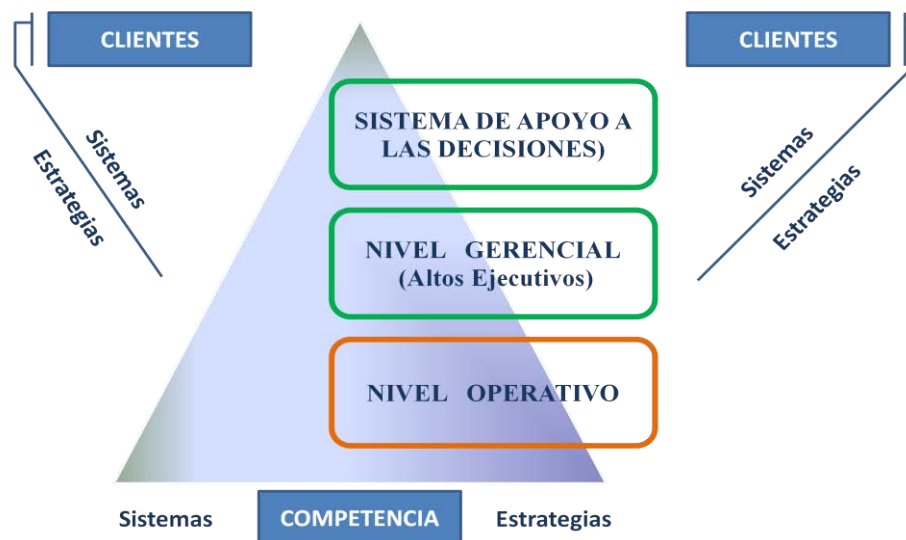 CLIENTES
CLIENTES
Sistemas
Estrategias
Sistemas
Estrategias
SISTEMA DE APOYO A
LAS DECISIONES)
NIVEL GERENCIAL
(Altos Ejecutivos)
NIVEL OPERATIVO
Sistemas
COMPETENCIA
Estrategias